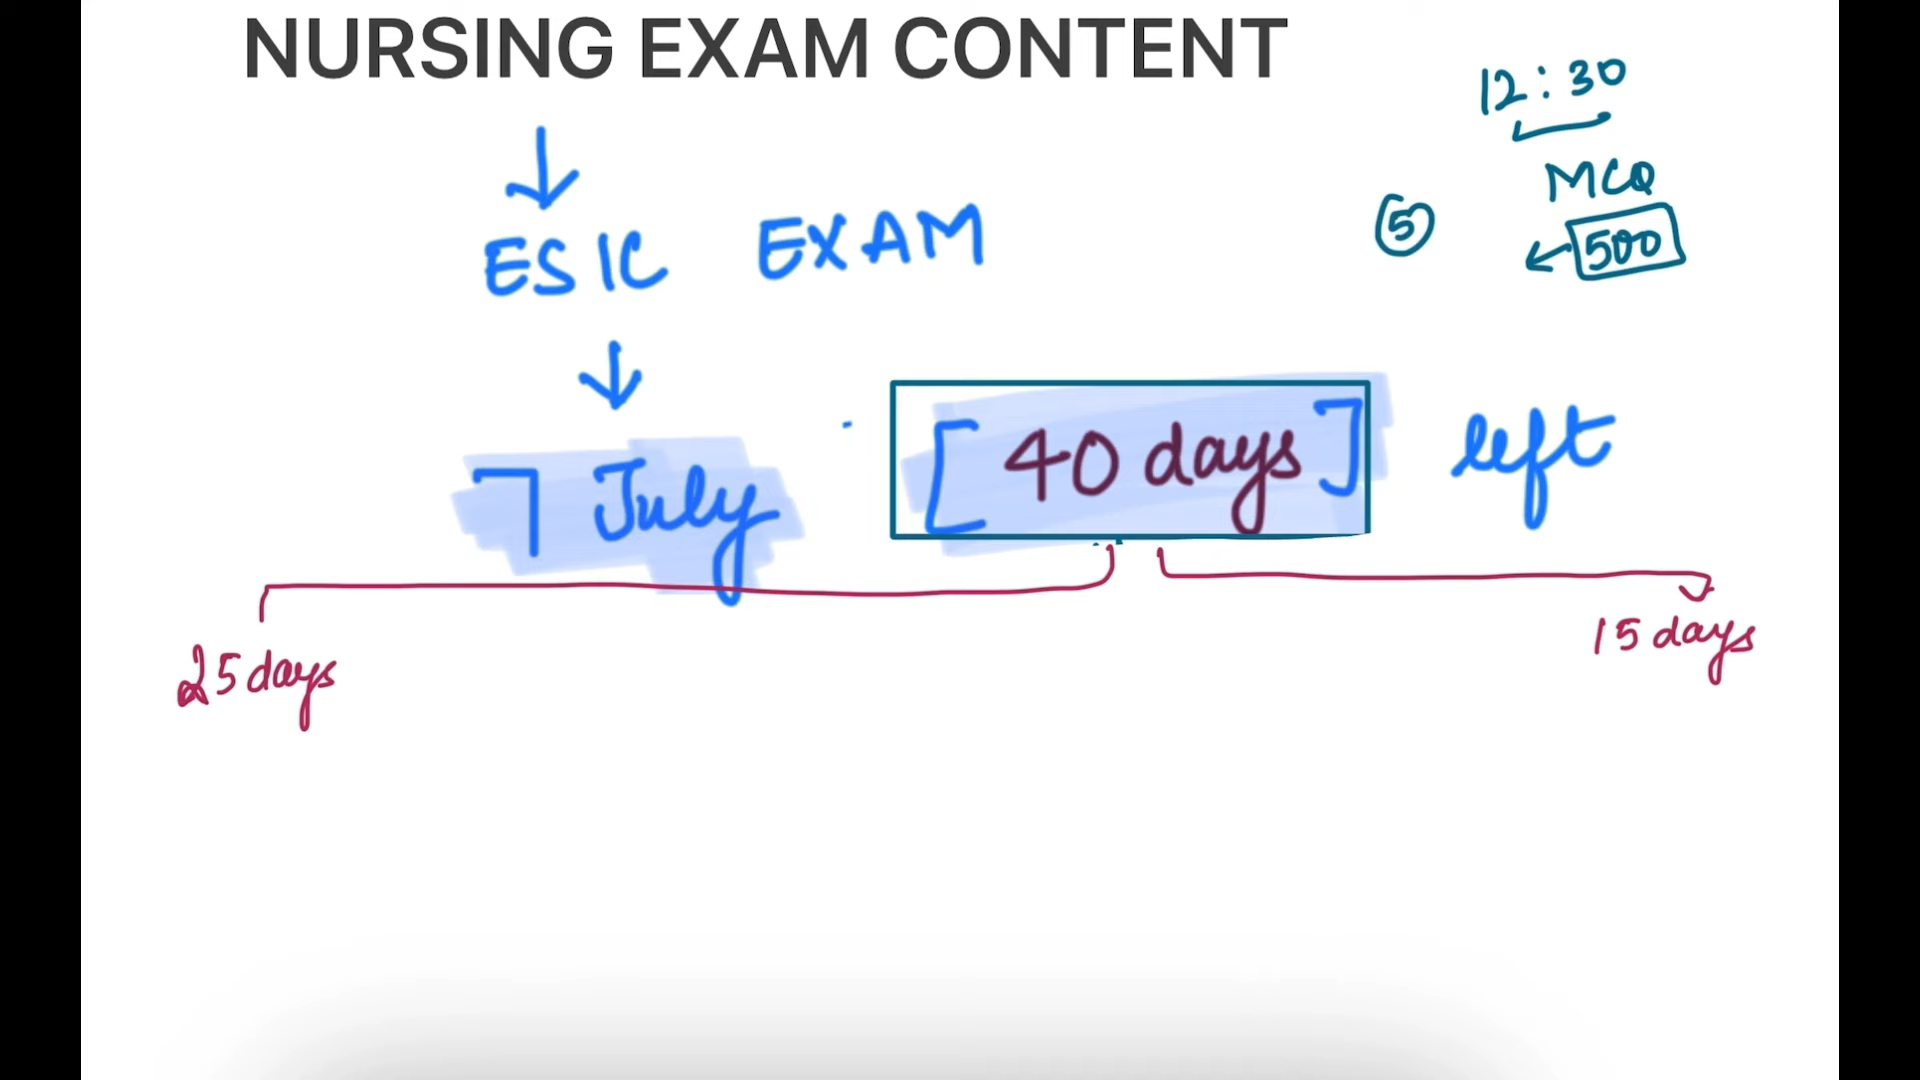 NURSING EXAM CONTENT
12:30
MCQ
5
500
ESIC EXAM
7 July [40 days] left
25 days
15 days